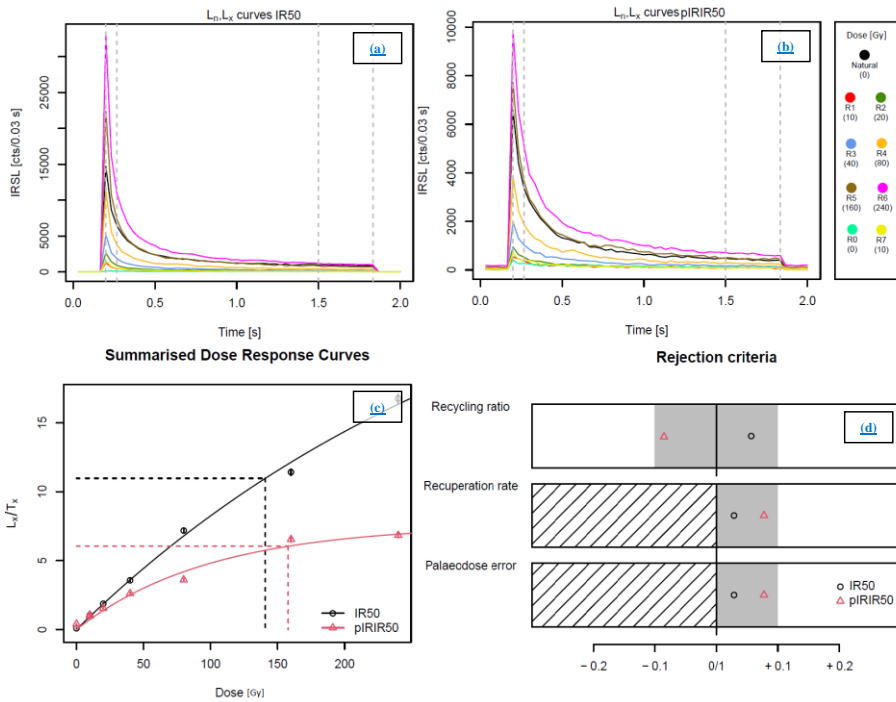 Ln,Lx curves IR50
(a)
IRSL [cts/0.03 s]
0
5000
15000
25000
0.0
0.5
1.0
1.5
2.0
Time [s]
Ln,Lx curves pIRIR50
(b)
IRSL [cts/0.03 s]
0
2000
4000
6000
8000
10000
0.0
0.5
1.0
1.5
2.0
Time [s]
Dose [Gy]
Natural
(0)
R1
(10)
R2
(20)
R3
(40)
R4
(80)
R5
(160)
R6
(240)
R0
(0)
R7
(10)
Summarised Dose Response Curves
(c)
Lx/Tx
0
5
10
15
IR50
pIRIR50
0
50
100
150
200
Dose [Gy]
Rejection criteria
Recycling ratio
(d)
Recuperation rate
Palaeodose error
IR50
pIRIR50
− 0.2
− 0.1
0/1
+ 0.1
+ 0.2